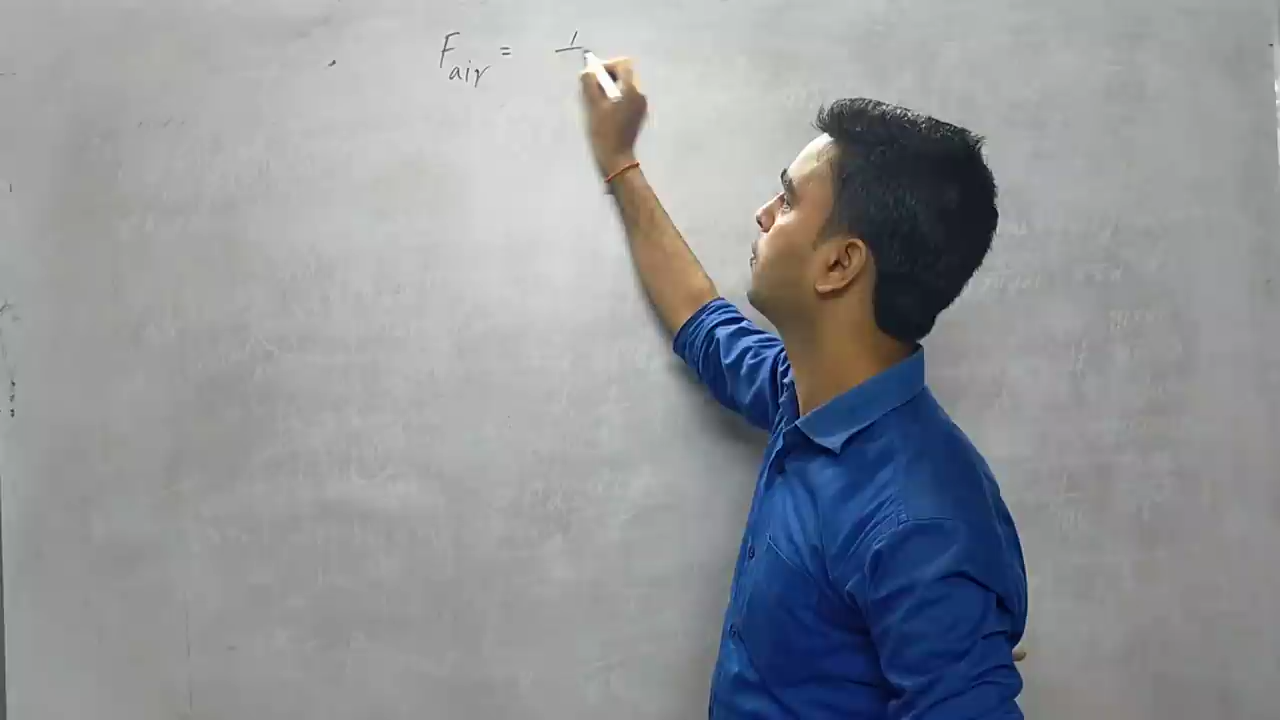 F_air = 1/